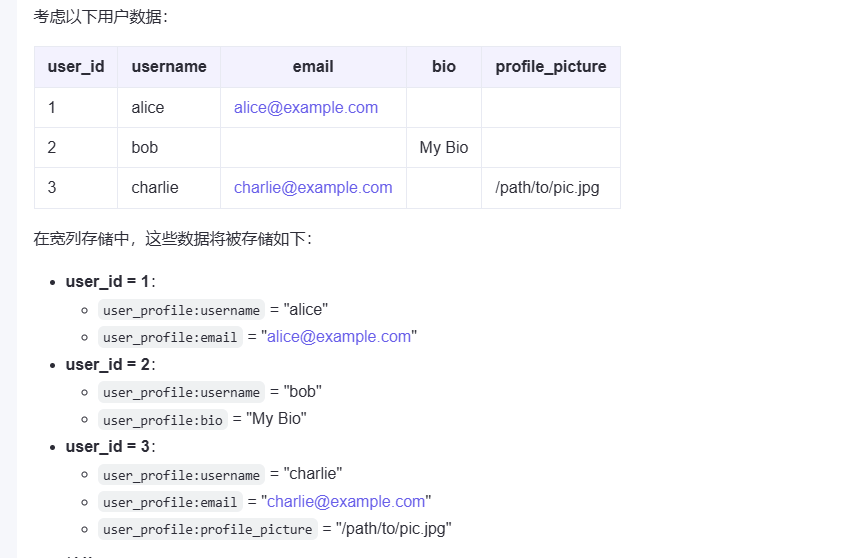 考虑以下用户数据：
user_id username email bio profile_picture
1 alice alice@example.com
2 bob My Bio
3 charlie charlie@example.com /path/to/pic.jpg
在宽列存储中，这些数据将被存储如下：
• user_id = 1：
◦ user_profile:username = "alice"
◦ user_profile:email = "alice@example.com"
• user_id = 2：
◦ user_profile:username = "bob"
◦ user_profile:bio = "My Bio"
• user_id = 3：
◦ user_profile:username = "charlie"
◦ user_profile:email = "charlie@example.com"
◦ user_profile:profile_picture = "/path/to/pic.jpg"